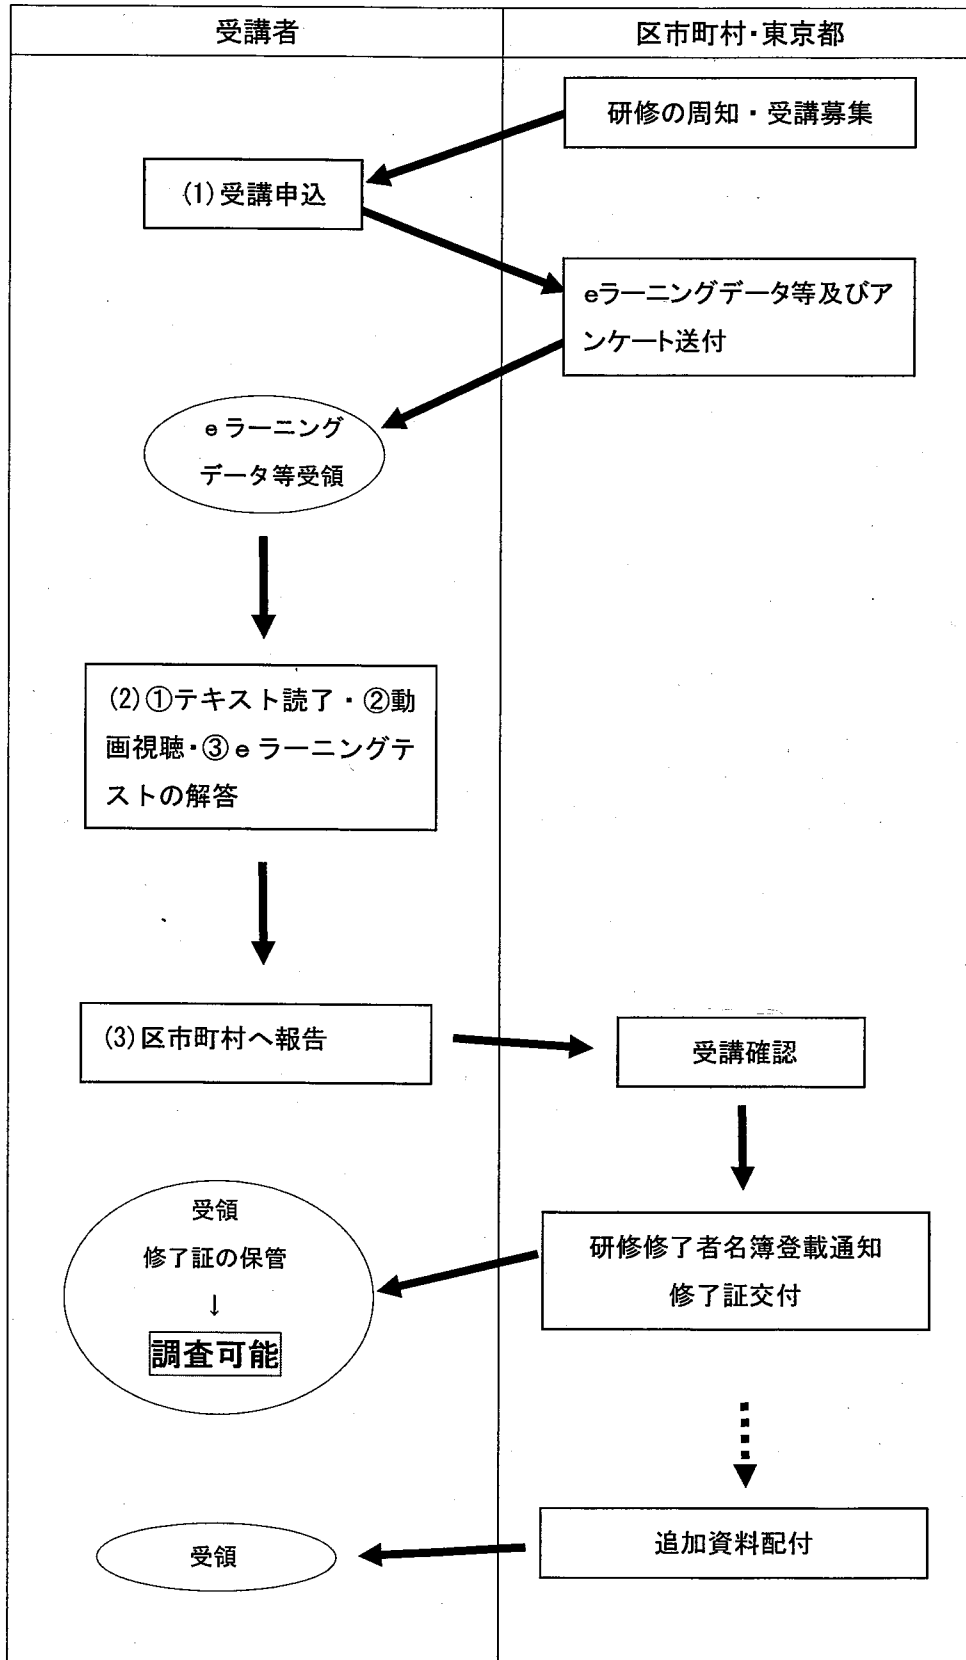 受講者
区市町村・東京都
研修の周知・受講募集
(1)受講申込
eラーニングデータ等及びア
ンケート送付
eラーニング
データ等受領
(2)①テキスト読了・②動
画視聴・③eラーニングテ
ストの解答
(3)区市町村へ報告
受講確認
研修修了者名簿登載通知
修了証交付
受領
修了証の保管
↓
調査可能
追加資料配付
受領